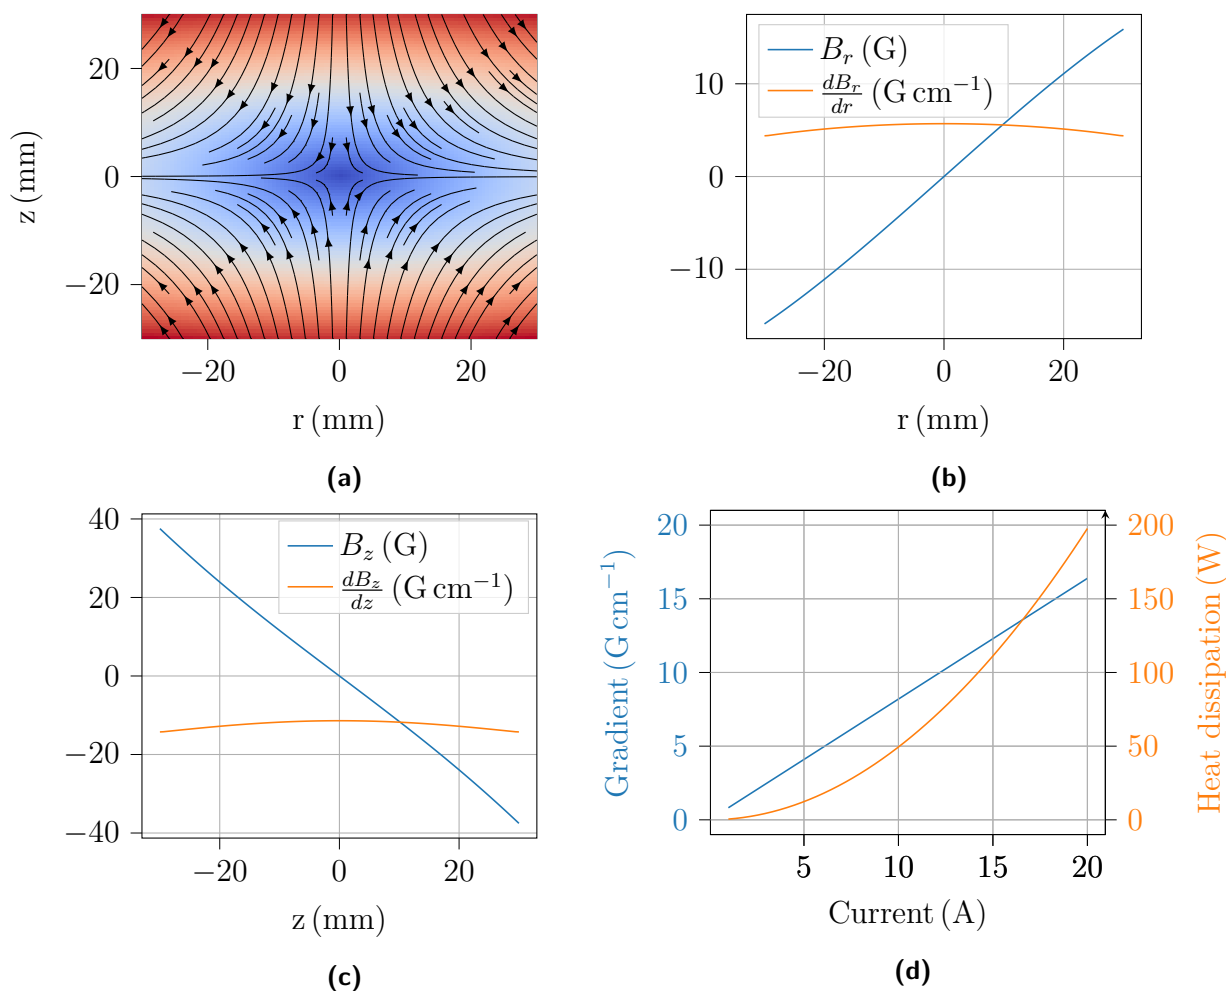 20
0
−20
z (mm)
−20 0 20
r (mm)
(a)
B_r (G)
dB_r/dr (G cm⁻¹)
10
0
−10
−20 0 20
r (mm)
(b)
40
20
0
−20
−40
B_z (G)
dB_z/dz (G cm⁻¹)
−20 0 20
z (mm)
(c)
Gradient (G cm⁻¹)
20
15
10
5
0
200
150
100
50
0
Heat dissipation (W)
5 10 15 20
Current (A)
(d)